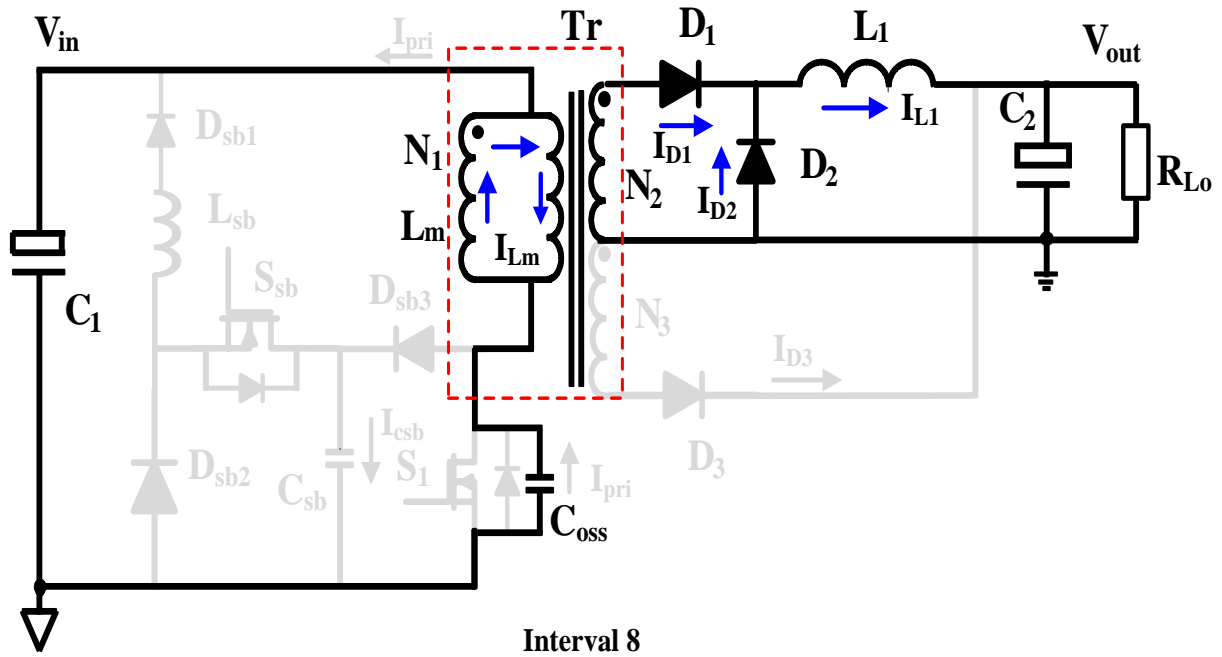 Tr
D₁
L₁
Vin
Ipri
Vout
Dsb1
ID1
IL1
C₂
N₁
D₂
RLo
Lsb
Lm
ILm
N₂
ID2
Ssb
Dsb3
C₁
N₃
ID3
Icsb
Dsb2
Csb
S₁
Ipri
D₃
Coss
Interval 8